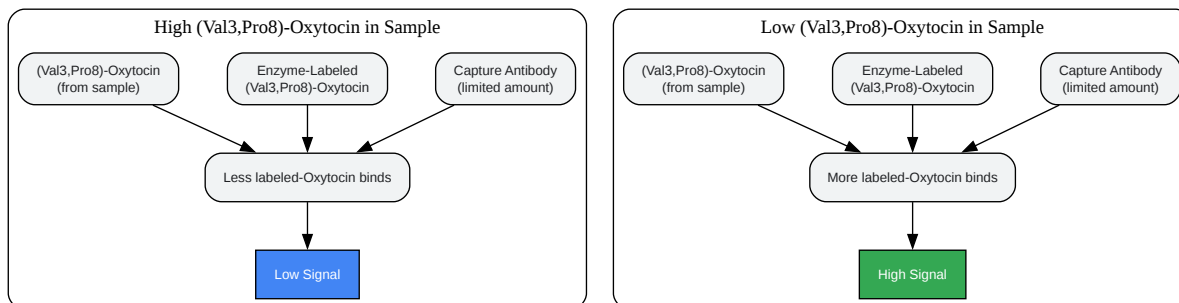 High (Val3,Pro8)-Oxytocin in Sample
(Val3,Pro8)-Oxytocin
(from sample)
Enzyme-Labeled
(Val3,Pro8)-Oxytocin
Capture Antibody
(limited amount)
Less labeled-Oxytocin binds
Low Signal
Low (Val3,Pro8)-Oxytocin in Sample
(Val3,Pro8)-Oxytocin
(from sample)
Enzyme-Labeled
(Val3,Pro8)-Oxytocin
Capture Antibody
(limited amount)
More labeled-Oxytocin binds
High Signal